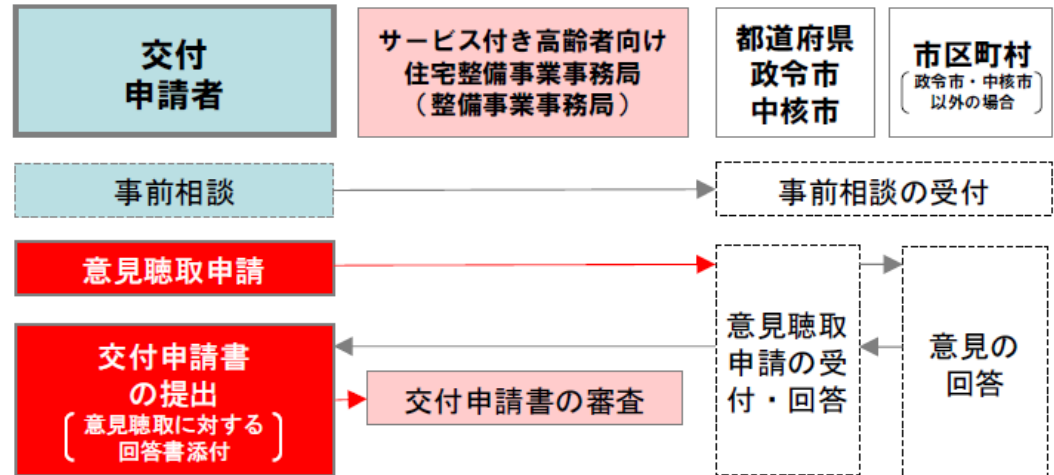 交付
申請者
サービス付き高齢者向け
住宅整備事業事務局
（整備事業事務局）
都道府県
政令市
中核市
市区町村
政令市・中核市
以外の場合
事前相談
事前相談の受付
意見聴取申請
意見聴取
申請の受
付・回答
意見の
回答
交付申請書
の提出
意見聴取に対する
回答書添付
交付申請書の審査